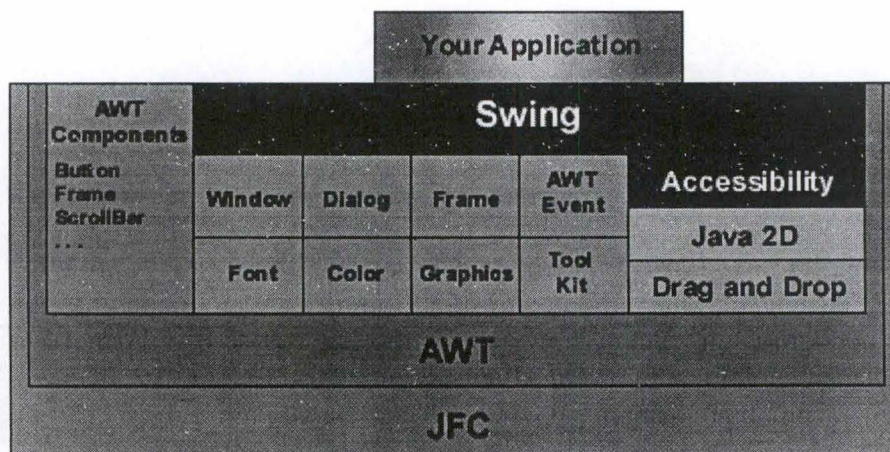 Your Application
AWT
Components
Button
Frame
ScrollBar
...
Swing
Window
Dialog
Frame
AWT
Event
Accessibility
Java 2D
Font
Color
Graphics
Tool
Kit
Drag and Drop
AWT
JFC